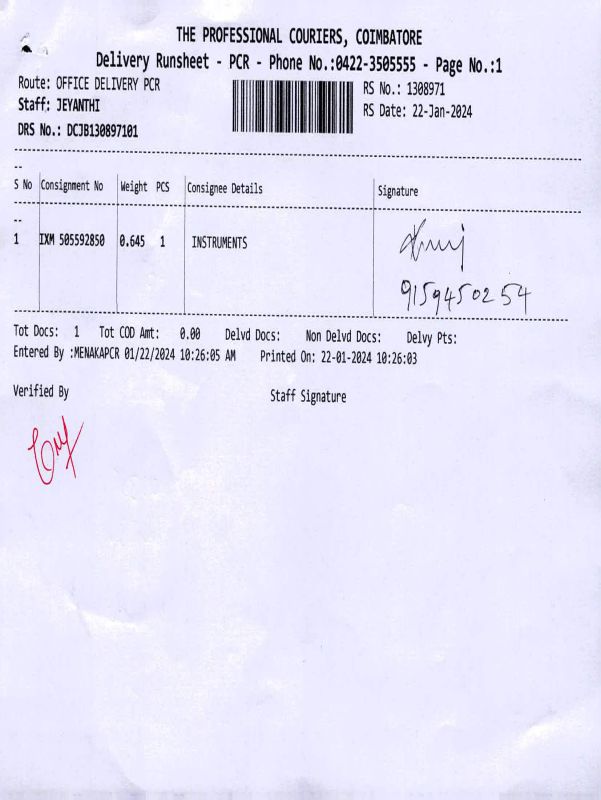 THE PROFESSIONAL COURIERS, COIMBATORE
Delivery Runsheet - PCR - Phone No.:0422-3505555 - Page No.:1
Route: OFFICE DELIVERY PCR
RS No.: 1308971
Staff: JEYANTHI
RS Date: 22-Jan-2024
DRS No.: DCJB130897101
S No Consignment No Weight PCS Consignee Details Signature
1 IXM 505592850 0.645 1 INSTRUMENTS
9159450254
Tot Docs: 1 Tot COD Amt: 0.00 Delvd Docs: Non Delvd Docs: Delvy Pts:
Entered By :MENAKAPCR 01/22/2024 10:26:05 AM Printed On: 22-01-2024 10:26:03
Verified By Staff Signature